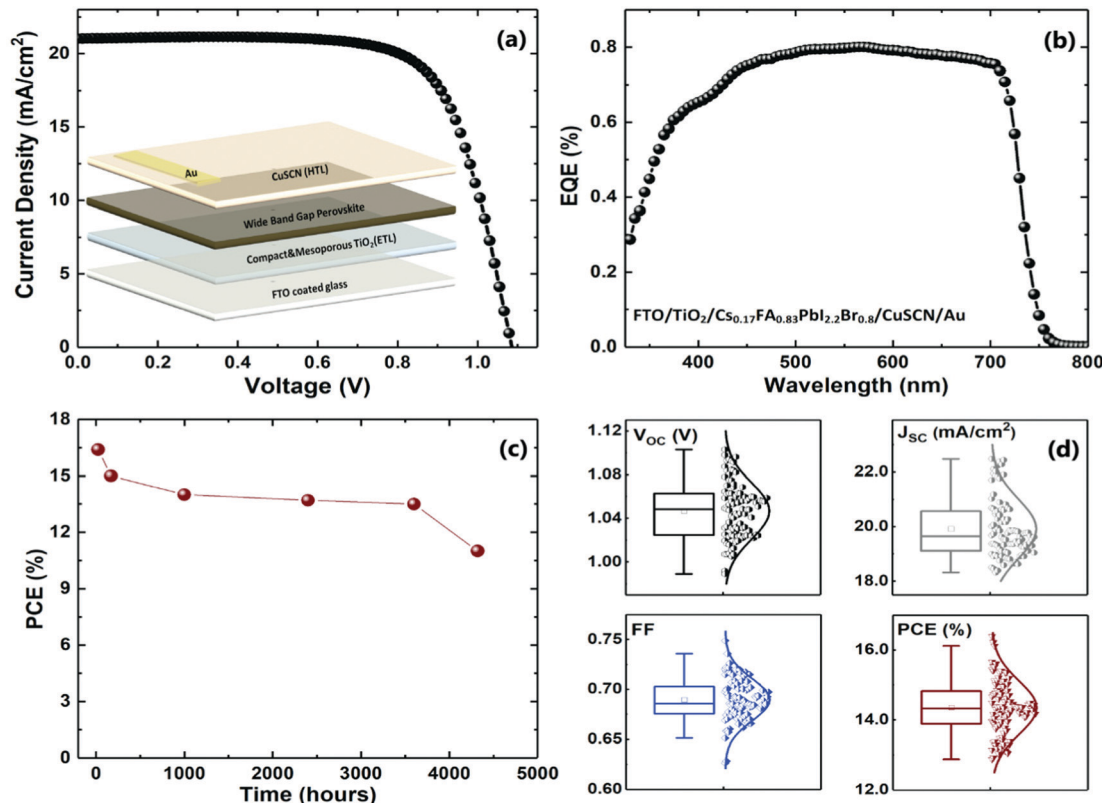 (a)
Current Density (mA/cm²)
25
20
15
10
5
0
Au
CuSCN (HTL)
Wide Band Gap Perovskite
Compact&Mesoporous TiO₂(ETL)
FTO coated glass
0.0 0.2 0.4 0.6 0.8 1.0
Voltage (V)
(b)
EQE (%)
0.8
0.6
0.4
0.2
0.0
FTO/TiO₂/Cs₀.₁₇FA₀.₈₃PbI₂.₂Br₀.₈/CuSCN/Au
400 500 600 700 800
Wavelength (nm)
(c)
PCE (%)
18
15
12
9
6
3
0
0 1000 2000 3000 4000 5000
Time (hours)
(d)
V_OC (V)
1.12
1.08
1.04
1.00
J_SC (mA/cm²)
22.0
20.0
18.0
FF
0.75
0.70
0.65
0.60
PCE (%)
16.0
14.0
12.0